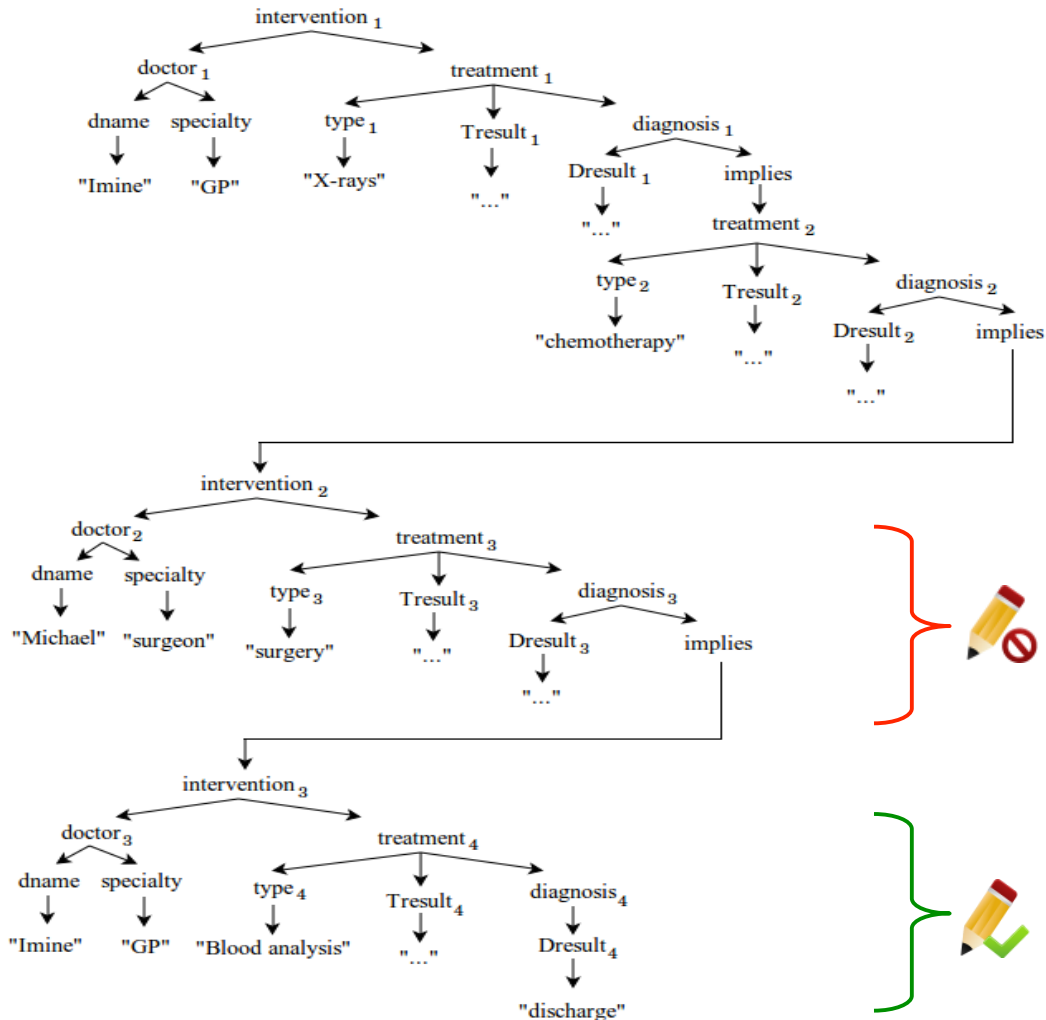 intervention 1
doctor 1 treatment 1
dname specialty type 1 Tresult 1 diagnosis 1
"Imine" "GP" "X-rays" "..." Dresult 1 implies
"..." treatment 2
type 2 Tresult 2 diagnosis 2
"chemotherapy" "..." Dresult 2 implies
"..."
intervention 2
doctor 2 treatment 3
dname specialty type 3 Tresult 3 diagnosis 3
"Michael" "surgeon" "surgery" "..." Dresult 3 implies
"..."
intervention 3
doctor 3 treatment 4
dname specialty type 4 Tresult 4 diagnosis 4
"Imine" "GP" "Blood analysis" "..." Dresult 4
"discharge"